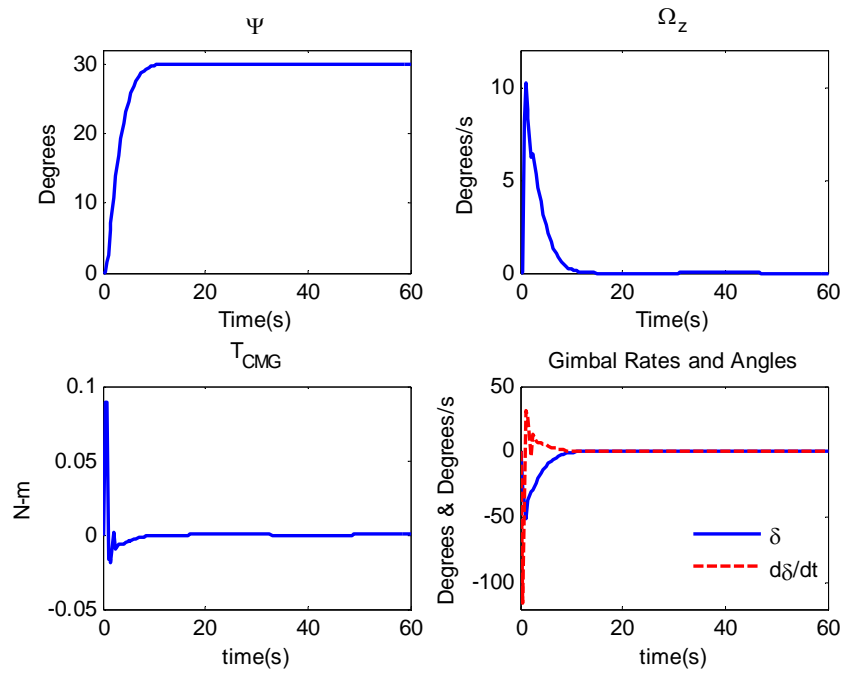 Ψ
30
20
10
0
Degrees
0
20
40
60
Time(s)
Ω_z
10
5
0
Degrees/s
0
20
40
60
Time(s)
T_CMG
0.1
0.05
0
-0.05
N-m
0
20
40
60
time(s)
Gimbal Rates and Angles
50
0
-50
-100
Degrees & Degrees/s
δ
dδ/dt
0
20
40
60
time(s)